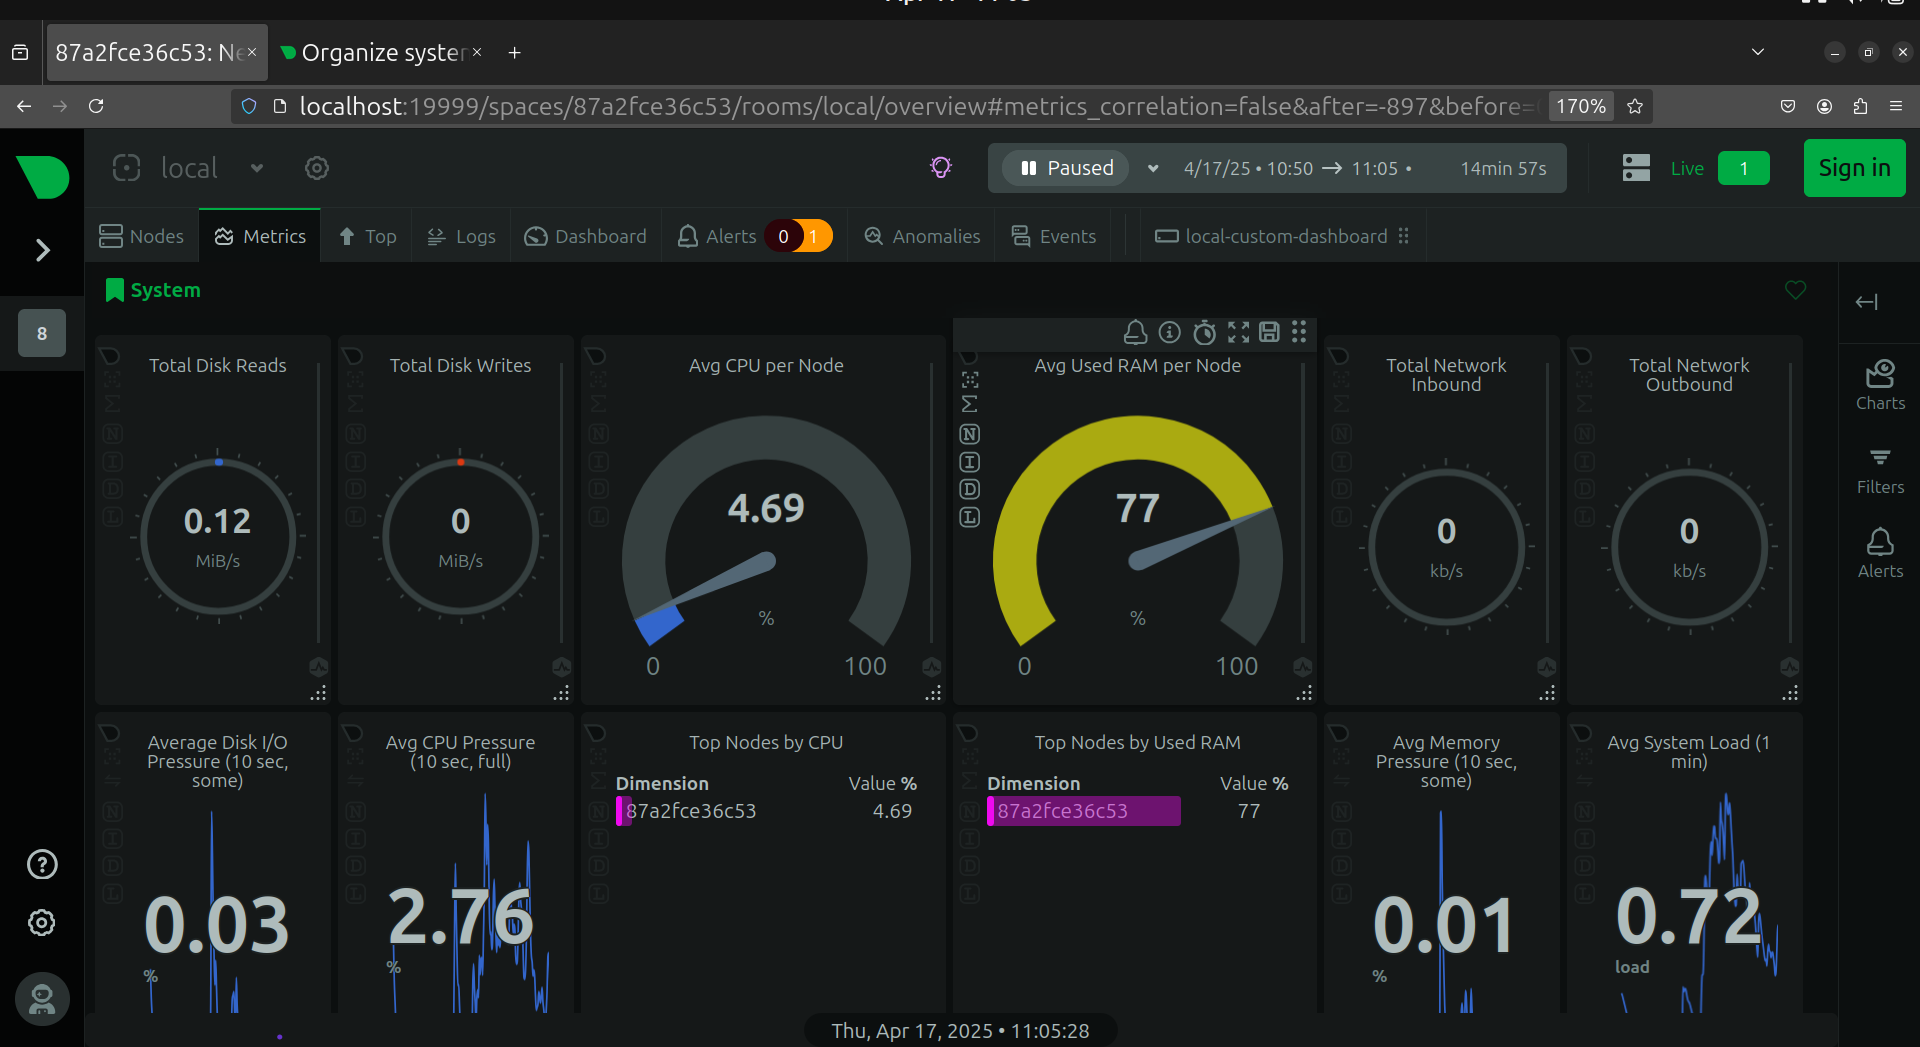 87a2fce36c53: Ne
Organize system
localhost:19999/spaces/87a2fce36c53/rooms/local/overview#metrics_correlation=false&after=-897&before=
170%
local
Paused
4/17/25 • 10:50 → 11:05 •
14min 57s
Live
1
Sign in
Nodes
Metrics
Top
Logs
Dashboard
Alerts
0
1
Anomalies
Events
local-custom-dashboard
8
System
Total Disk Reads
N
I
D
L
0.12
MiB/s
Total Disk Writes
N
I
D
L
0
MiB/s
Avg CPU per Node
N
I
D
L
4.69
%
0
100
Avg Used RAM per Node
N
I
D
L
77
%
0
100
Total Network
Inbound
N
I
D
L
0
kb/s
Total Network
Outbound
N
I
D
L
0
kb/s
Charts
Filters
Alerts
Average Disk I/O
Pressure (10 sec,
some)
N
I
D
L
0.03
%
Avg CPU Pressure
(10 sec, full)
N
I
D
L
2.76
%
Top Nodes by CPU
N
I
D
L
Dimension
Value %
87a2fce36c53
4.69
Top Nodes by Used RAM
N
I
D
L
Dimension
Value %
87a2fce36c53
77
Avg Memory
Pressure (10 sec,
some)
N
I
D
L
0.01
%
Avg System Load (1
min)
N
I
D
L
0.72
load
Thu, Apr 17, 2025 • 11:05:28